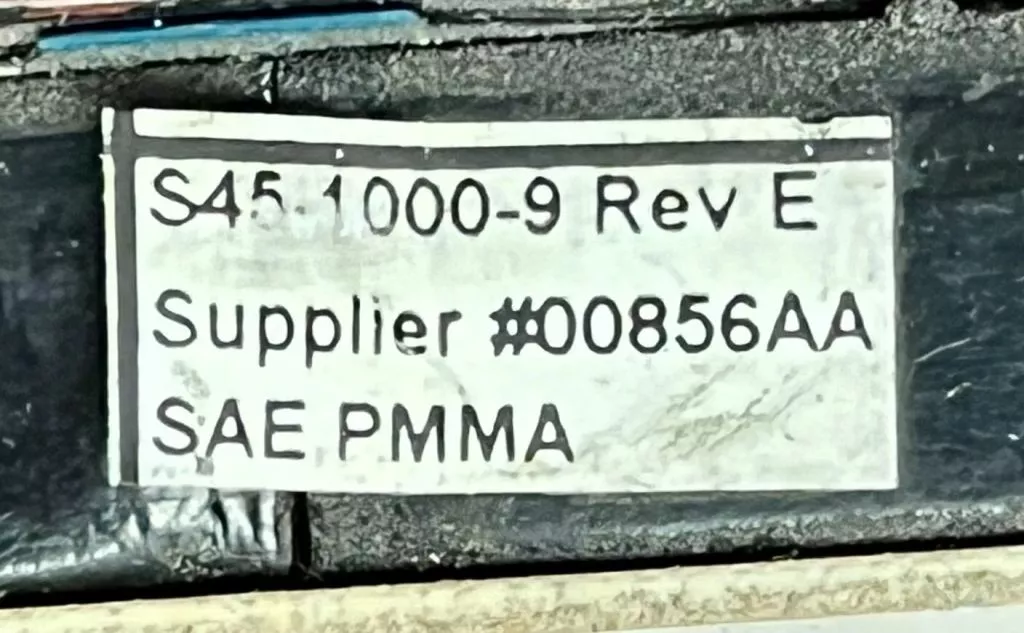 S45-1000-9 Rev E
Supplier #00856AA
SAE PMMA